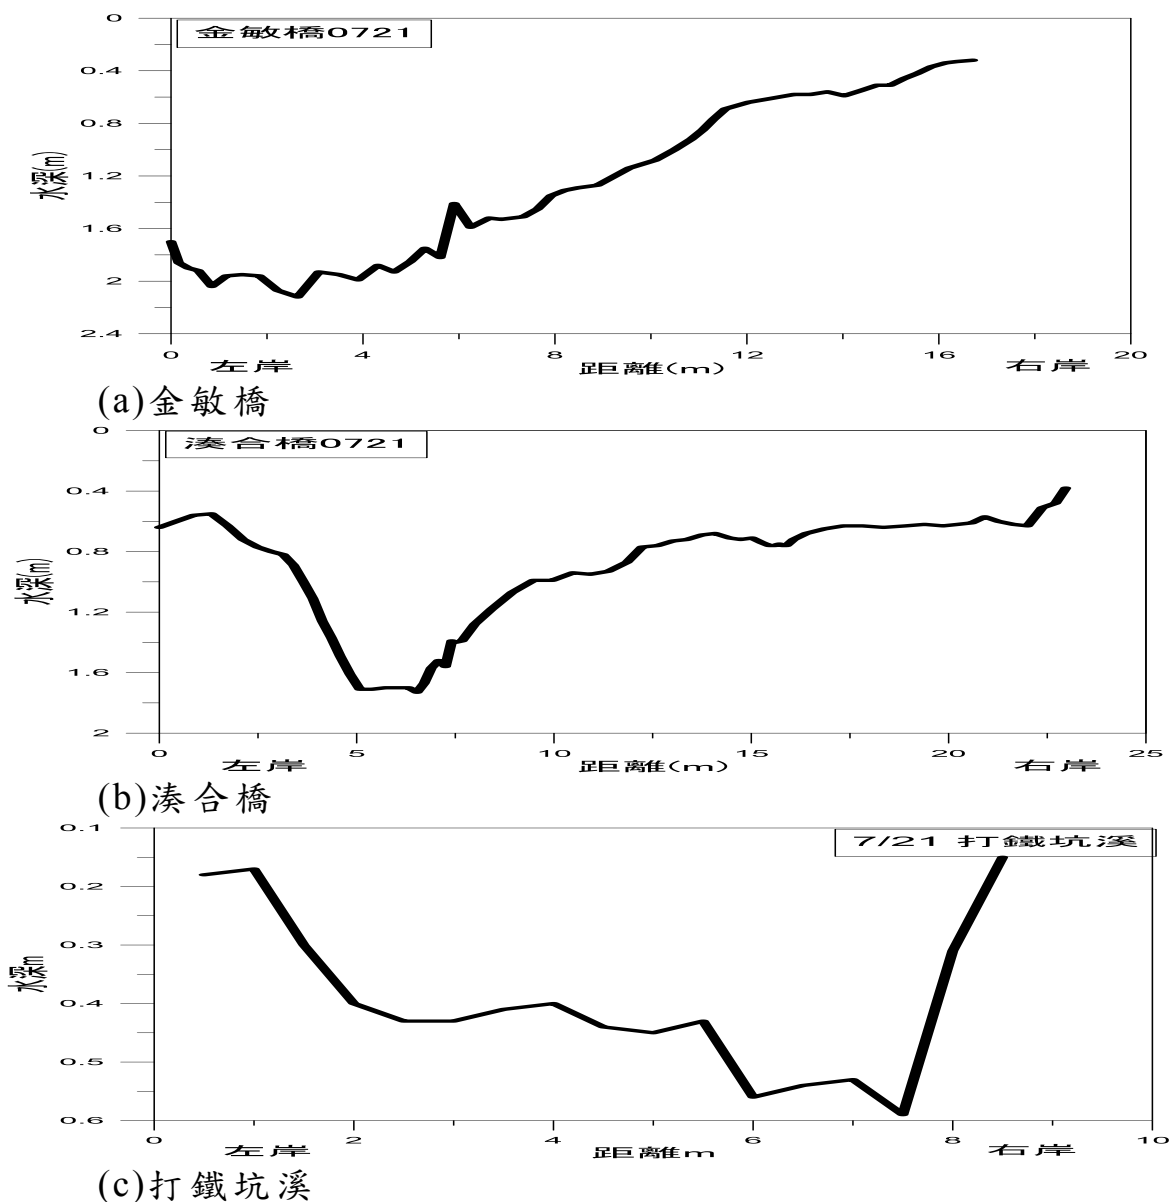 金敏橋0721
0
0.4
0.8
1.2
1.6
2
2.4
水深(m)
0 4 8 12 16 20
左岸 距離(m) 右岸
(a)金敏橋
湊合橋0721
0
0.4
0.8
1.2
1.6
2
水深(m)
0 5 10 15 20 25
左岸 距離(m) 右岸
(b)湊合橋
7/21 打鐵坑溪
0.1
0.2
0.3
0.4
0.5
0.6
水深m
0 2 4 6 8 10
左岸 距離m 右岸
(c)打鐵坑溪